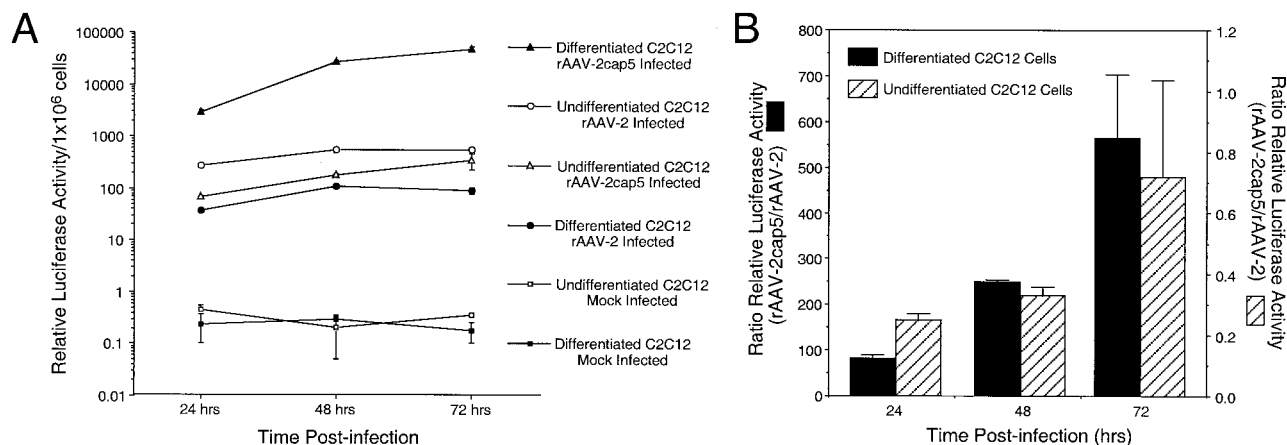 A
100000
10000
1000
100
10
1
0.1
0.01
Relative Luciferase Activity/1x10⁶ cells
24 hrs
48 hrs
72 hrs
Time Post-infection
Differentiated C2C12
rAAV-2cap5 Infected
Undifferentiated C2C12
rAAV-2 Infected
Undifferentiated C2C12
rAAV-2cap5 Infected
Differentiated C2C12
rAAV-2 Infected
Undifferentiated C2C12
Mock Infected
Differentiated C2C12
Mock Infected
B
800
700
600
500
400
300
250
200
150
100
50
0
Ratio Relative Luciferase Activity
(rAAV-2cap5/rAAV-2)
Differentiated C2C12 Cells
Undifferentiated C2C12 Cells
24
48
72
Time Post-infection (hrs)
1.2
1.0
0.8
0.6
0.4
0.2
0.0
Ratio Relative Luciferase Activity
(rAAV-2cap5/rAAV-2)